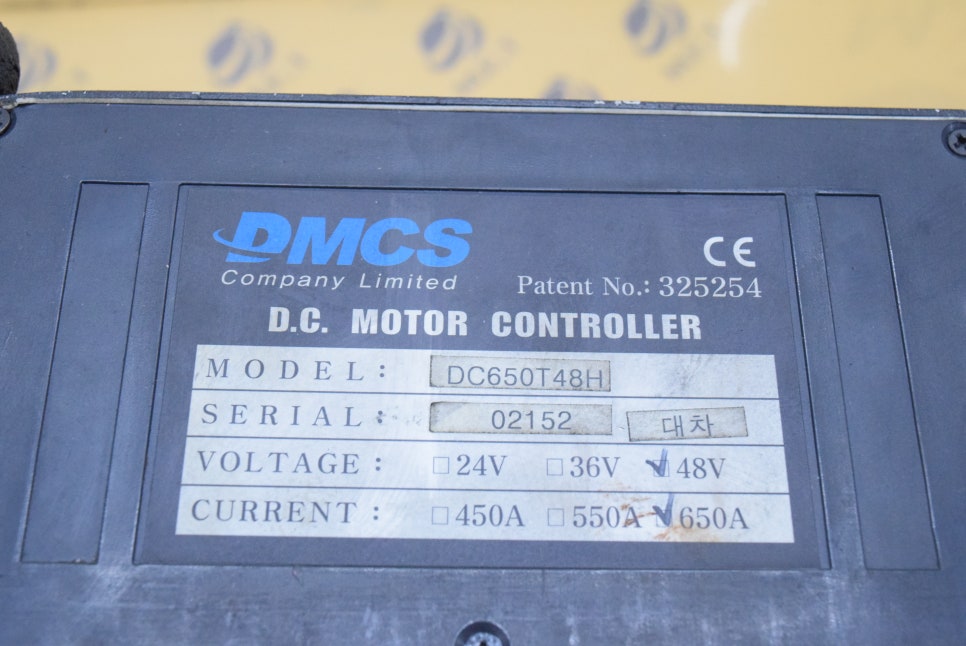 DMCS
Company Limited
CE
Patent No.: 325254
D.C. MOTOR CONTROLLER
MODEL: DC650T48H
SERIAL: 02152 대차
VOLTAGE: □24V □36V ☑48V
CURRENT: □450A □550A ☑650A